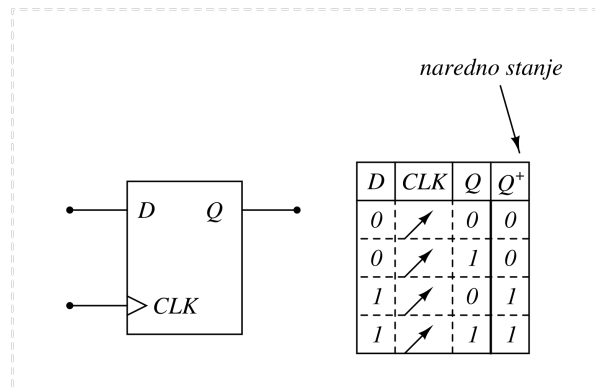 naredno stanje
D Q
CLK
D CLK Q Q⁺
0 0 0
0 1 0
1 0 1
1 1 1